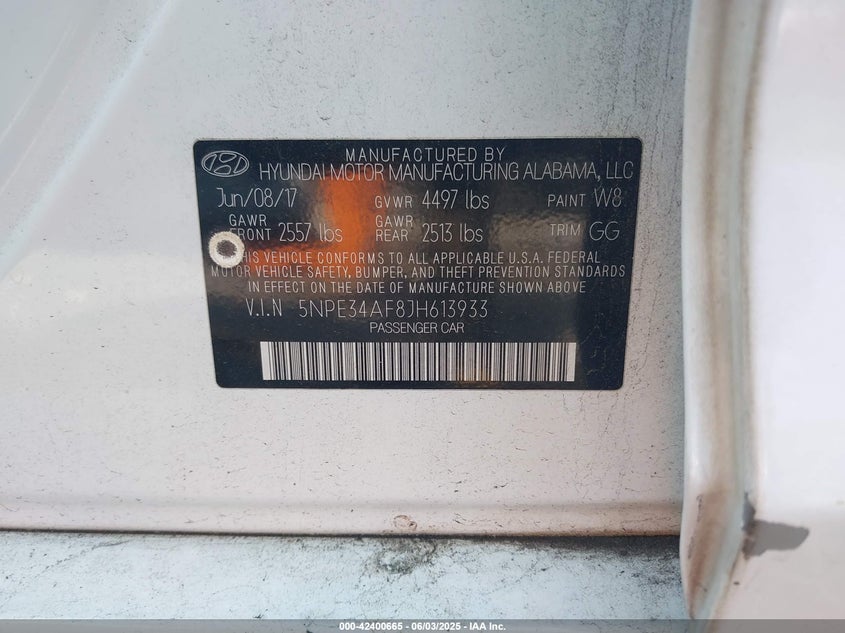 MANUFACTURED BY
HYUNDAI MOTOR MANUFACTURING ALABAMA, LLC
Jun/08/17 GVWR 4497 lbs PAINT W8
GAWR FRONT 2557 lbs GAWR REAR 2513 lbs TRIM GG
THIS VEHICLE CONFORMS TO ALL APPLICABLE U.S.A. FEDERAL
MOTOR VEHICLE SAFETY, BUMPER, AND THEFT PREVENTION STANDARDS
IN EFFECT ON THE DATE OF MANUFACTURE SHOWN ABOVE
V.I.N 5NPE34AF8JH613933
PASSENGER CAR
000-42400665 - 06/03/2025 - IAA Inc.